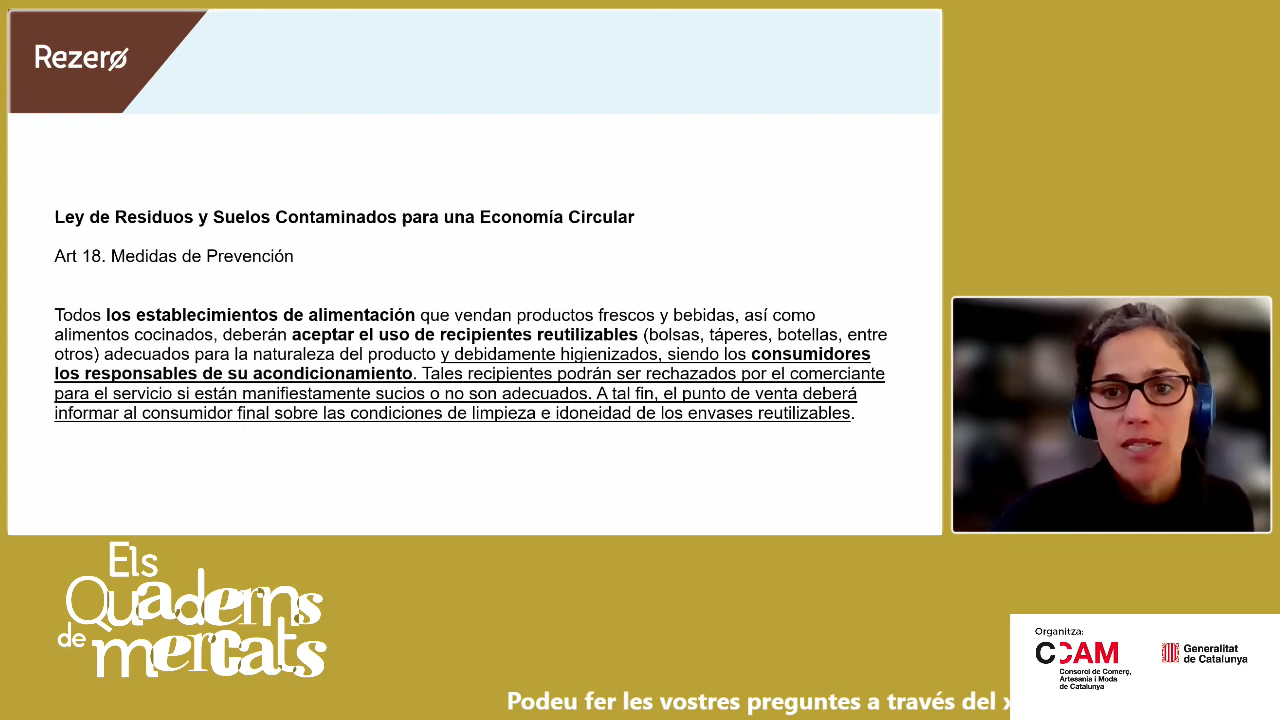 Rezero
Ley de Residuos y Suelos Contaminados para una Economía Circular
Art 18. Medidas de Prevención
Todos los establecimientos de alimentación que vendan productos frescos y bebidas, así como
alimentos cocinados, deberán aceptar el uso de recipientes reutilizables (bolsas, táperes, botellas, entre
otros) adecuados para la naturaleza del producto y debidamente higienizados, siendo los consumidores
los responsables de su acondicionamiento. Tales recipientes podrán ser rechazados por el comerciante
para el servicio si están manifiestamente sucios o no son adecuados. A tal fin, el punto de venta deberá
informar al consumidor final sobre las condiciones de limpieza e idoneidad de los envases reutilizables.
Els
Quaderns
de mercats
Organitza:
CCAM
Consorci de Comerç,
Artesania i Moda
de Catalunya
Generalitat
de Catalunya
Podeu fer les vostres preguntes a través del